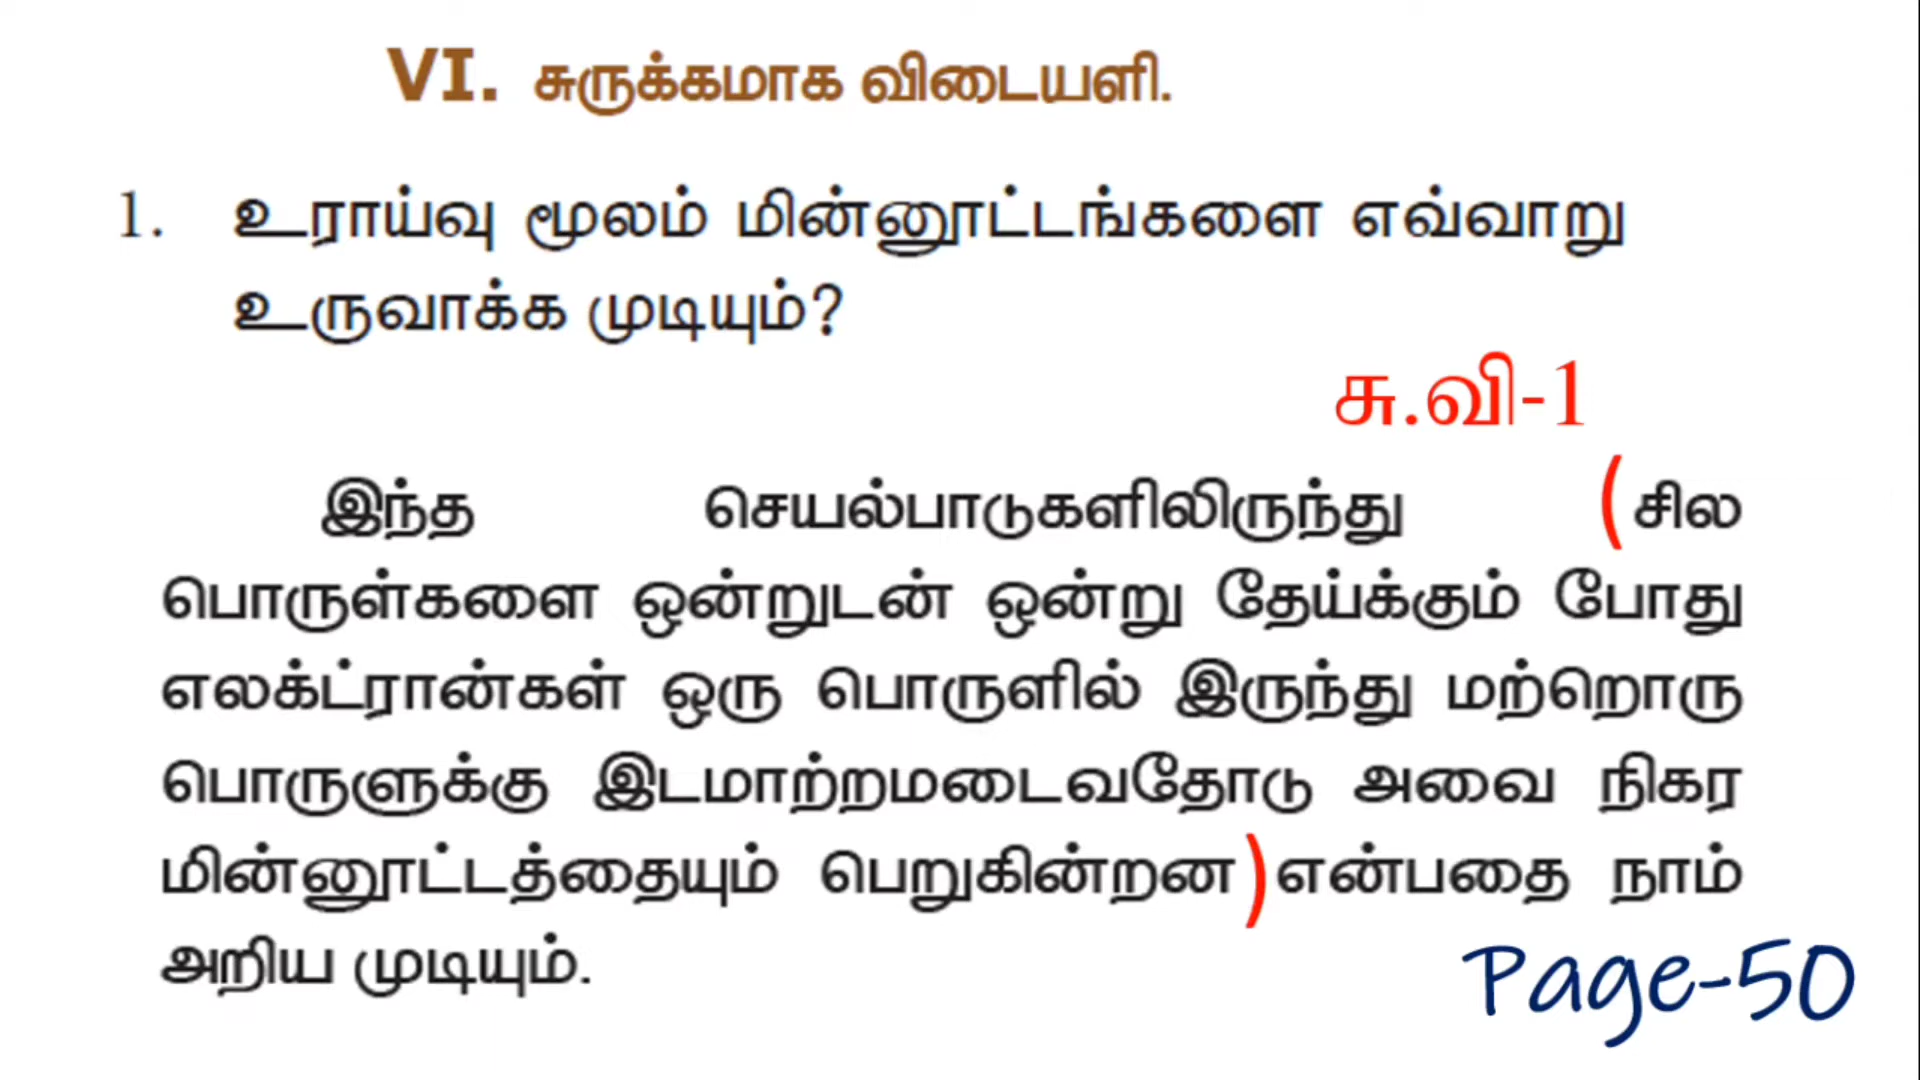 VI. சுருக்கமாக விடையளி.
1. உராய்வு மூலம் மின்னூட்டங்களை எவ்வாறு
உருவாக்க முடியும்?
சு.வி-1
இந்த செயல்பாடுகளிலிருந்து (சில
பொருள்களை ஒன்றுடன் ஒன்று தேய்க்கும் போது
எலக்ட்ரான்கள் ஒரு பொருளில் இருந்து மற்றொரு
பொருளுக்கு இடமாற்றமடைவதோடு அவை நிகர
மின்னூட்டத்தையும் பெறுகின்றன) என்பதை நாம்
அறிய முடியும்.
Page-50